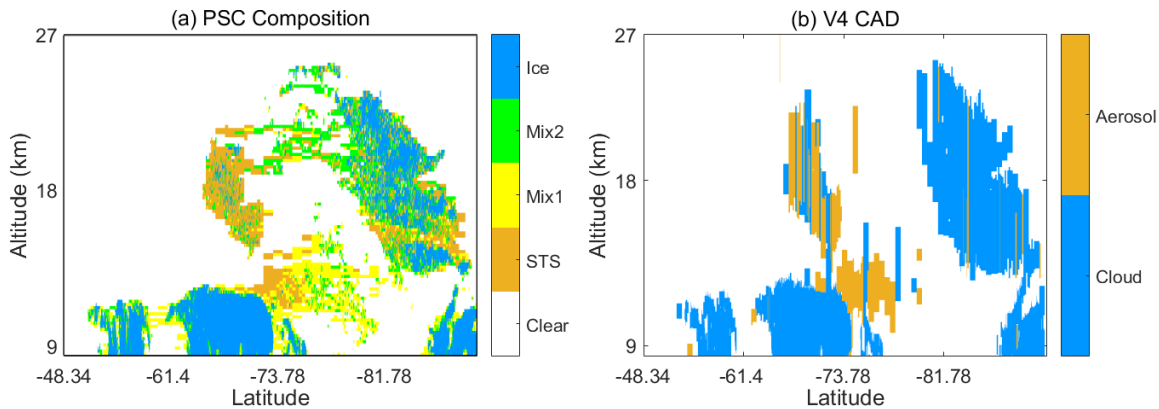 (a) PSC Composition
27
18
9
Altitude (km)
-48.34 -61.4 -73.78 -81.78
Latitude
Ice
Mix2
Mix1
STS
Clear
(b) V4 CAD
27
18
9
Altitude (km)
-48.34 -61.4 -73.78 -81.78
Latitude
Aerosol
Cloud